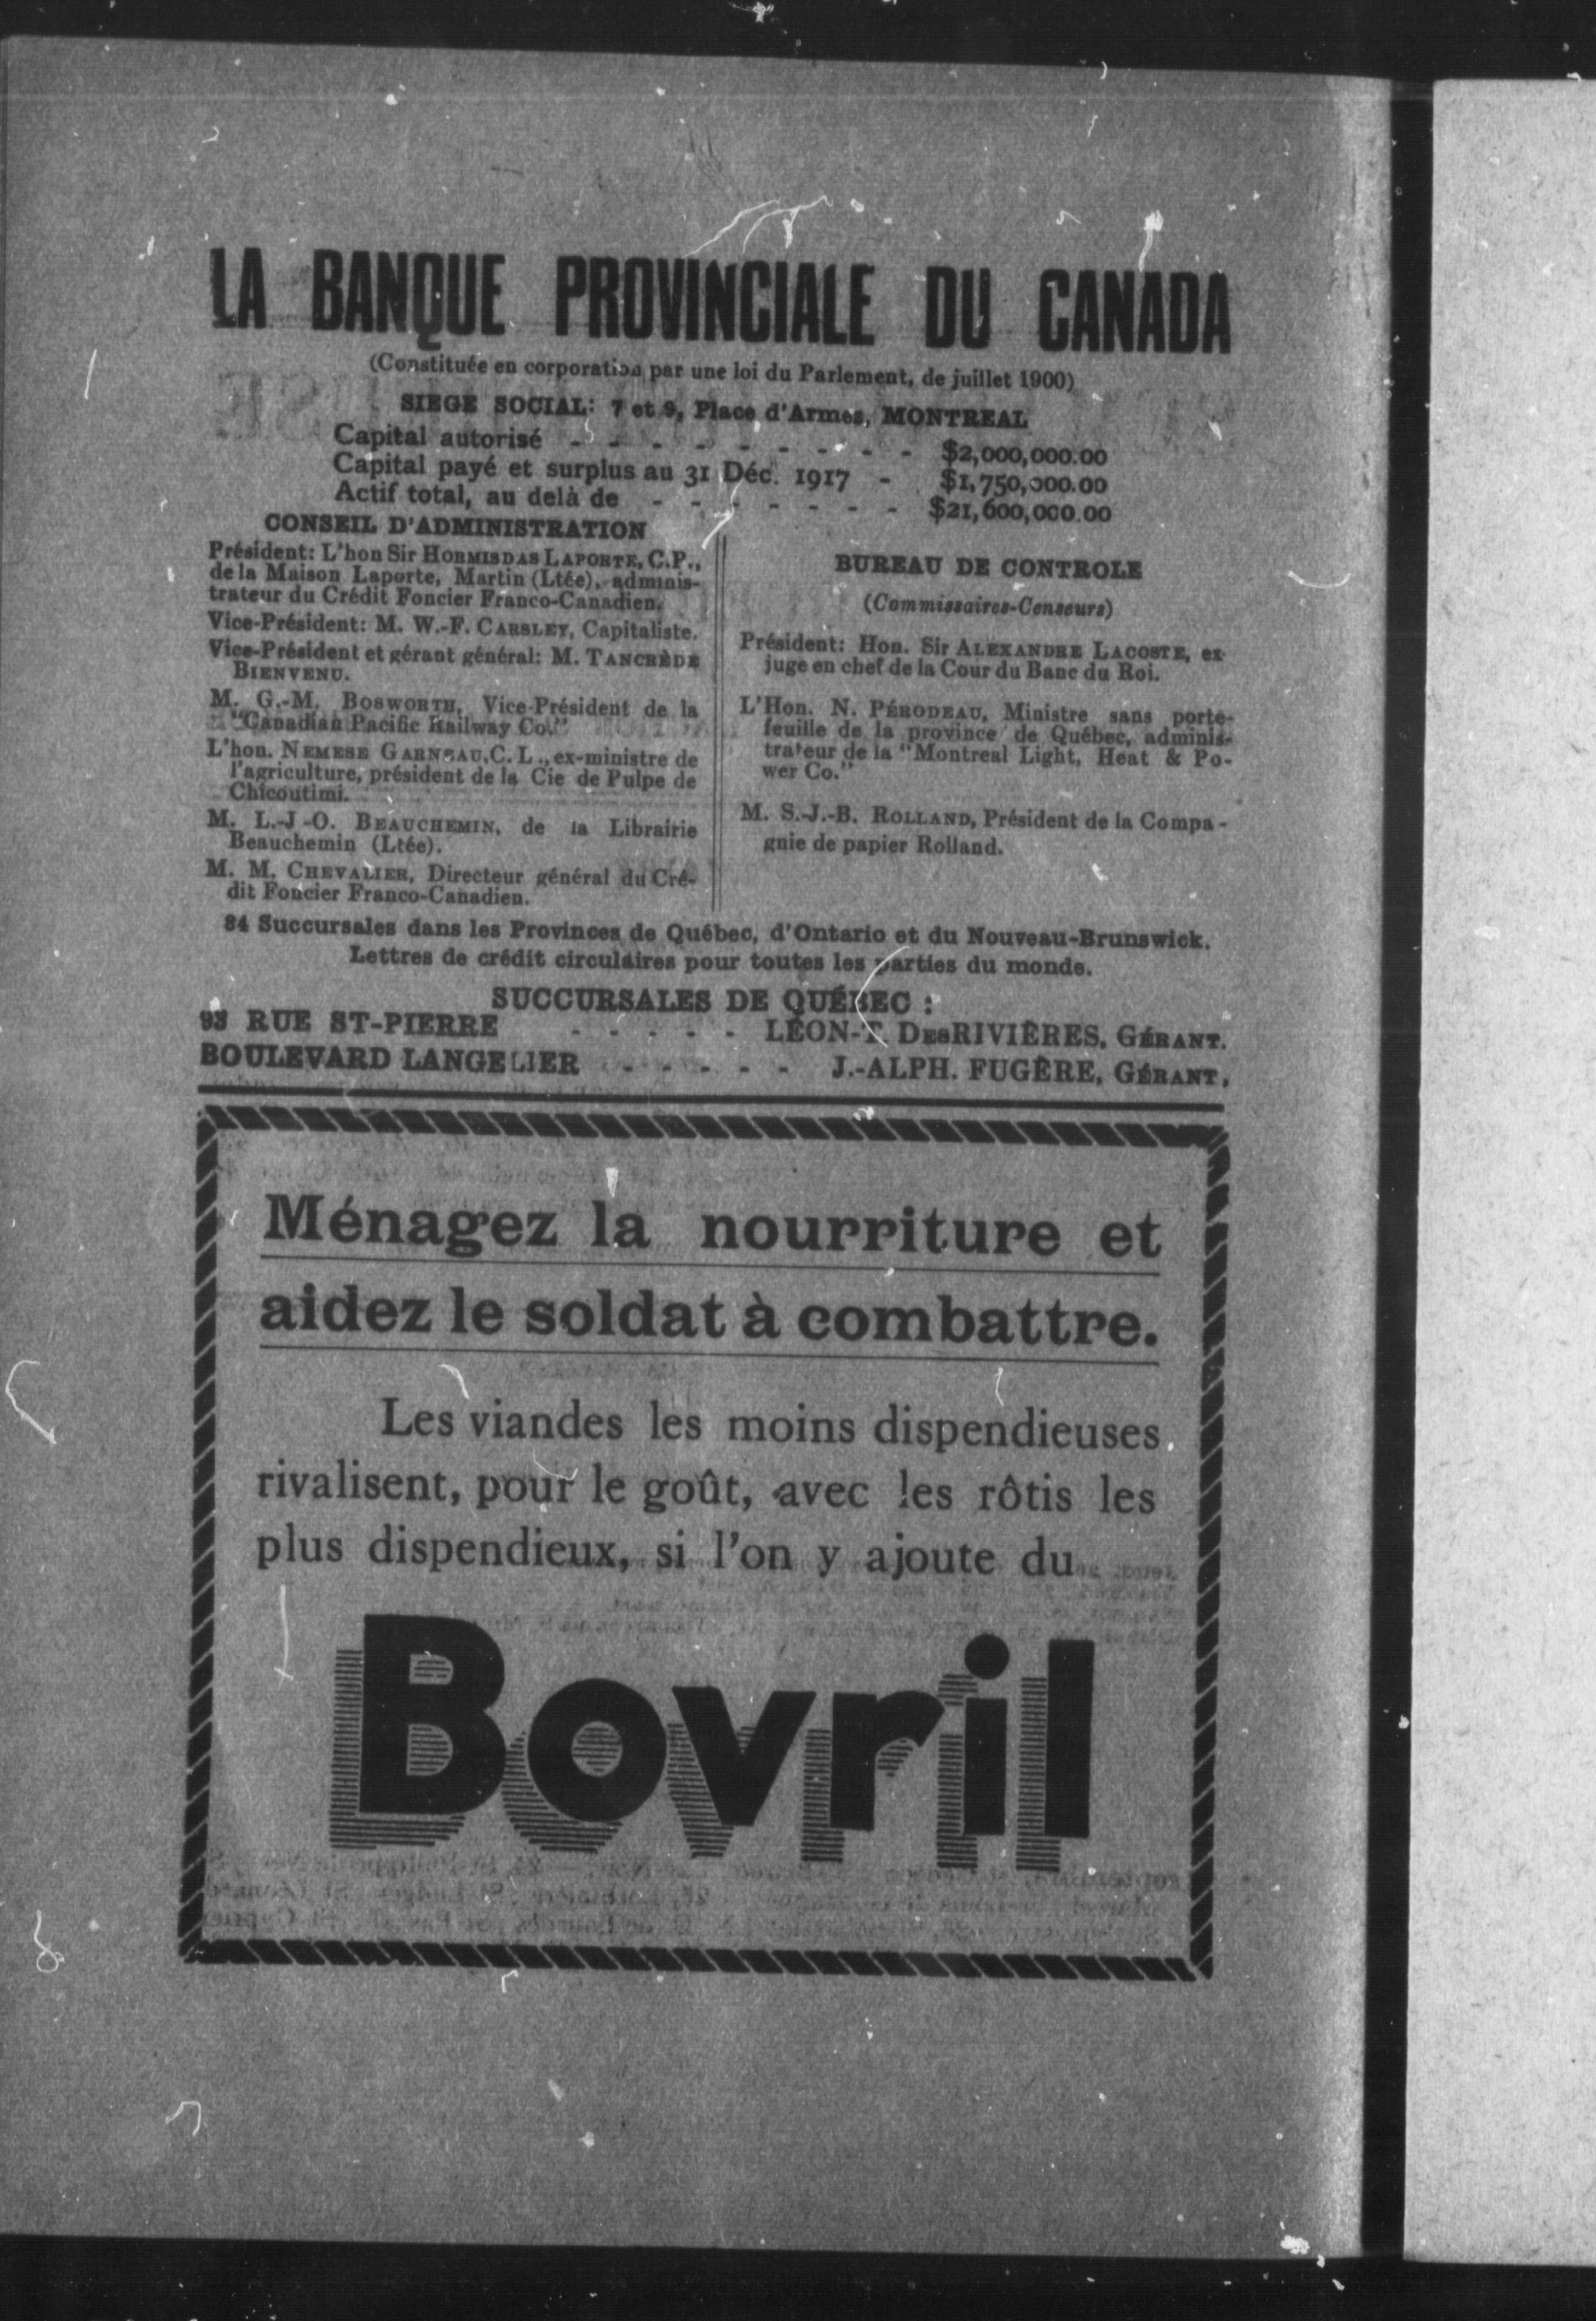 LA BANQUE PROVINCIALE DU CANADA
(Constituée en corporation par une loi du Parlement, de juillet 1900)
SIEGE SOCIAL: 7 et 9, Place d'Armes, MONTREAL
Capital autorisé - - - - - - - - - $2,000,000.00
Capital payé et surplus au 31 Déc. 1917 - $1,750,000.00
Actif total, au delà de - - - - - - - $21,600,000.00
CONSEIL D'ADMINISTRATION
Président: L'hon Sir HORMISDAS LAPORTE, C.P.,
de la Maison Laporte, Martin (Ltée), adminis-
trateur du Crédit Foncier Franco-Canadien.
Vice-Président: M. W.-F. CARSLEY, Capitaliste.
Vice-Président et gérant général: M. TANCRÈDE
BIENVENU.
M. G.-M. BOSWORTH, Vice-Président de la
"Canadian Pacific Railway Co."
L'hon. NEMESE GARNEAU, C. L., ex-ministre de
l'agriculture, président de la Cie de Pulpe de
Chicoutimi.
M. L.-J.-O. BEAUCHEMIN, de la Librairie
Beauchemin (Ltée).
M. M. CHEVALIER, Directeur général du Cré-
dit Foncier Franco-Canadien.
BUREAU DE CONTROLE
(Commissaires-Censeurs)
Président: Hon. Sir ALEXANDRE LACOSTE, ex-
juge en chef de la Cour du Banc du Roi.
L'Hon. N. PÉRODEAU, Ministre sans porte-
feuille de la province de Québec, adminis-
trateur de la "Montreal Light, Heat & Po-
wer Co."
M. S.-J.-B. ROLLAND, Président de la Compa-
gnie de papier Rolland.
84 Succursales dans les Provinces de Québec, d'Ontario et du Nouveau-Brunswick.
Lettres de crédit circulaires pour toutes les parties du monde.
SUCCURSALES DE QUÉBEC :
93 RUE ST-PIERRE - - - - - LÉON-T. DESRIVIÈRES, GÉRANT.
BOULEVARD LANGELIER - - - - - J.-ALPH. FUGÈRE, GÉRANT.
Ménagez la nourriture et
aidez le soldat à combattre.
Les viandes les moins dispendieuses
rivalisent, pour le goût, avec les rôtis les
plus dispendieux, si l'on y ajoute du
Bovril